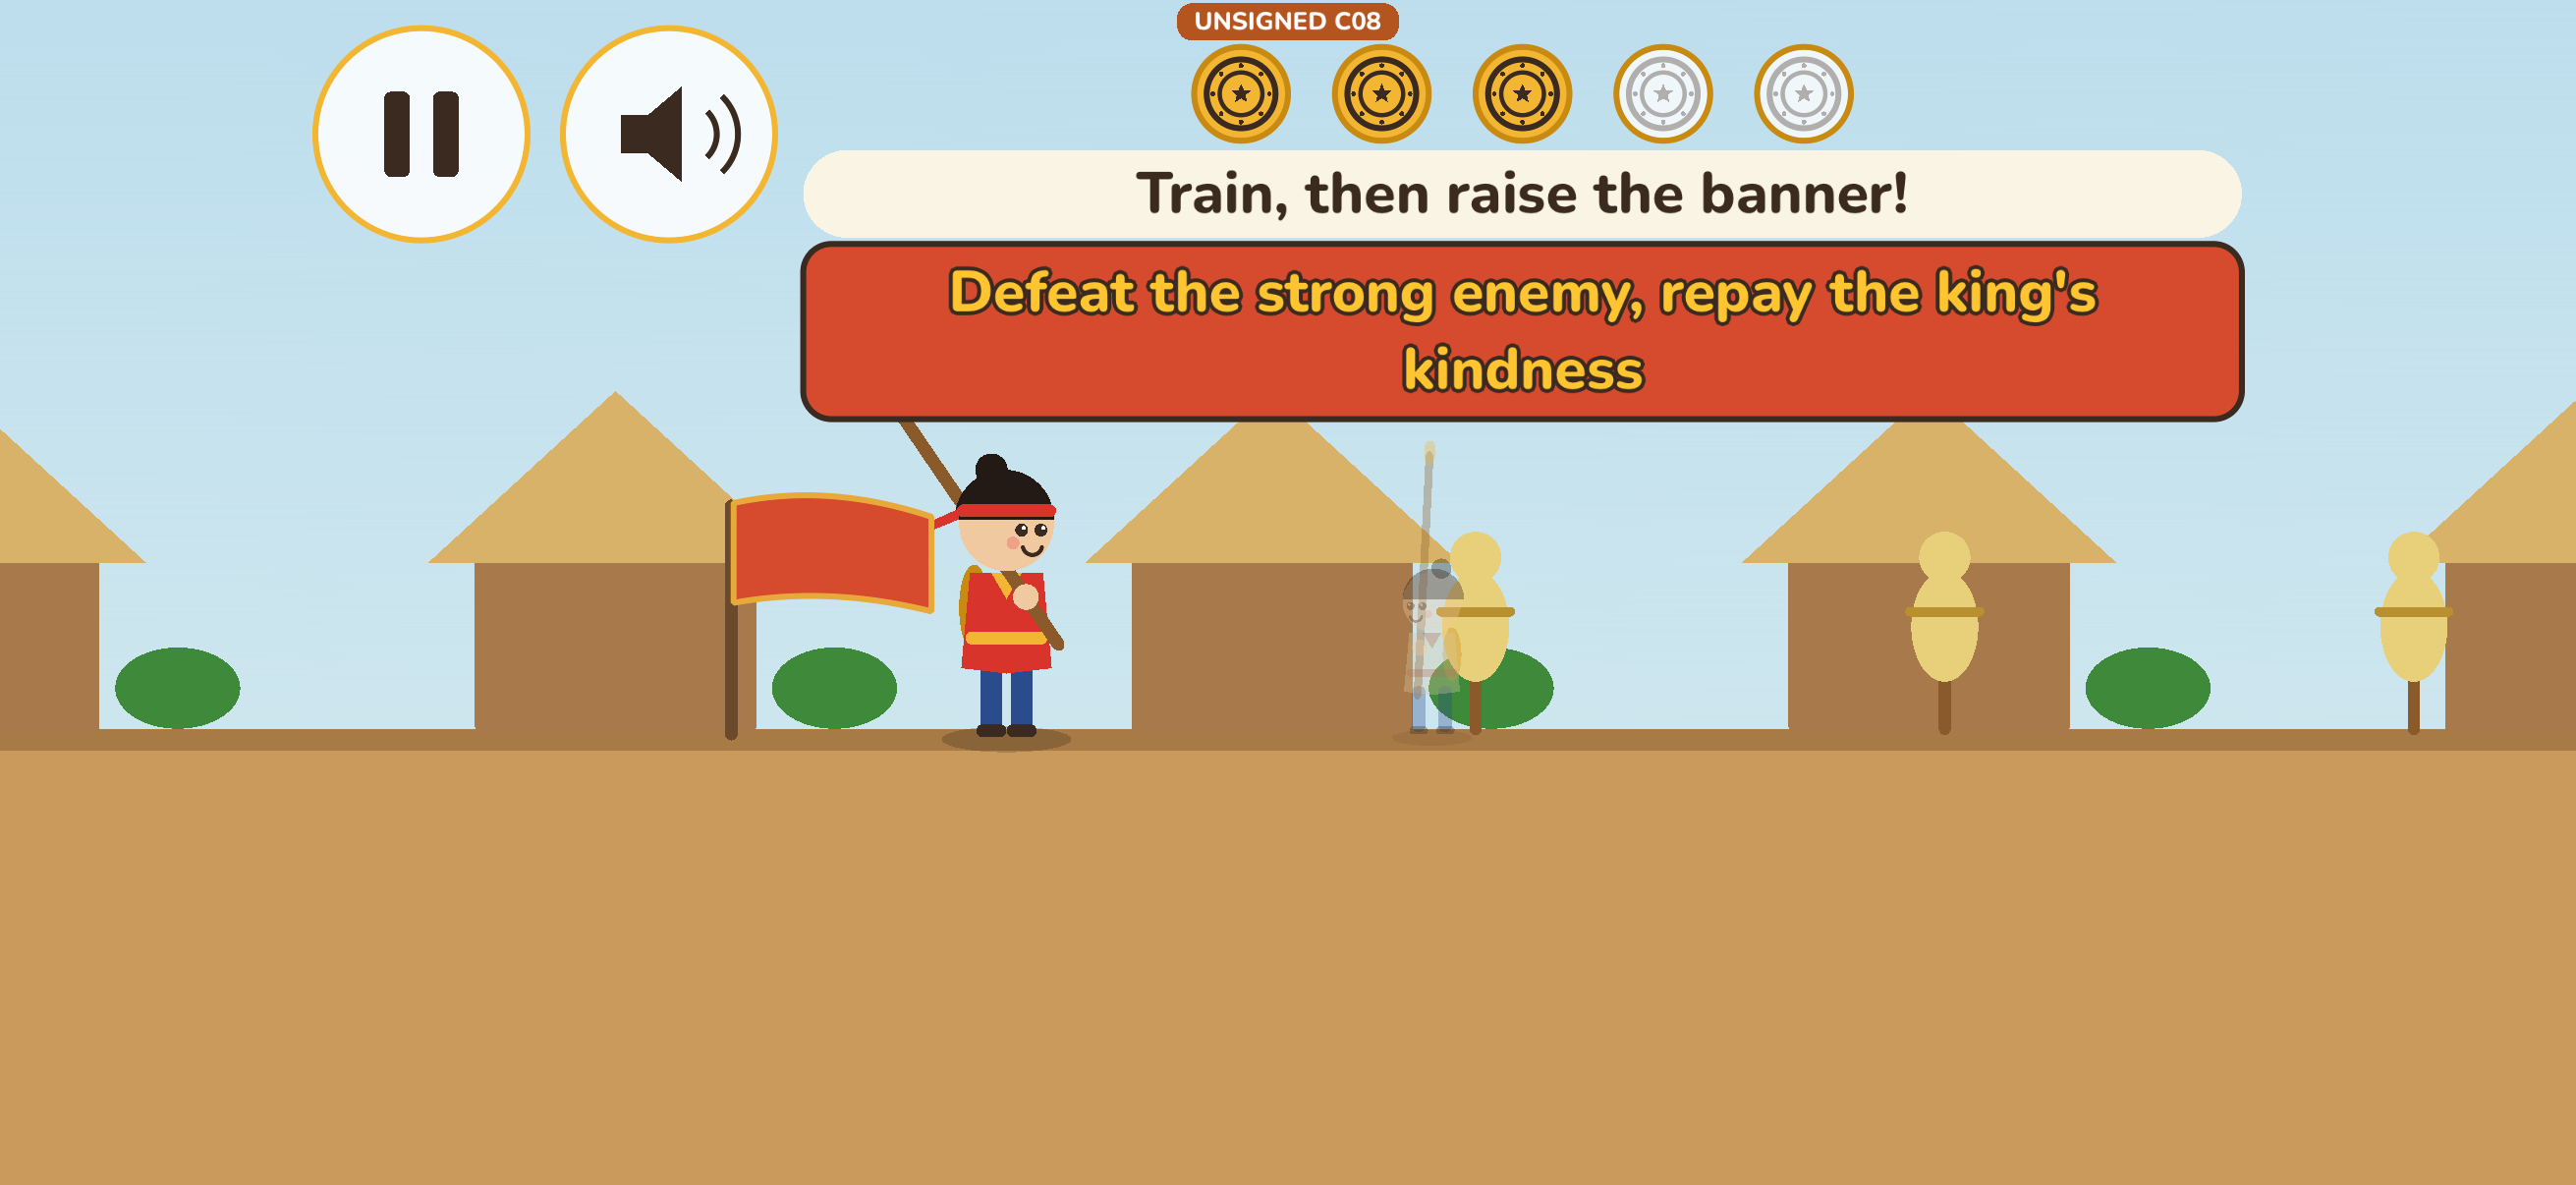 UNSIGNED C08
Train, then raise the banner!
Defeat the strong enemy, repay the king's
kindness